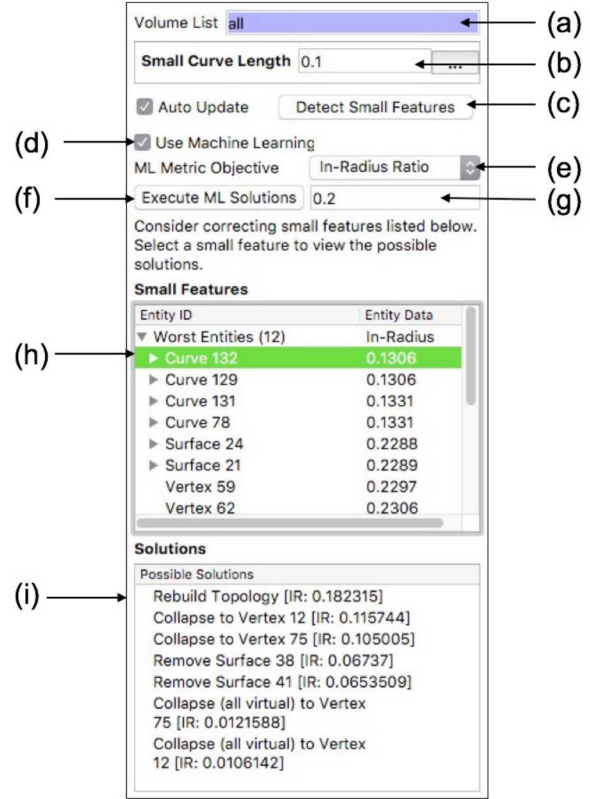 Volume List all
(a)
Small Curve Length 0.1 ...
(b)
Auto Update Detect Small Features
(c)
(d)
Use Machine Learning
ML Metric Objective In-Radius Ratio
(e)
(f)
Execute ML Solutions 0.2
(g)
Consider correcting small features listed below.
Select a small feature to view the possible
solutions.
Small Features
Entity ID Entity Data
Worst Entities (12) In-Radius
(h)
Curve 132 0.1306
Curve 129 0.1306
Curve 131 0.1331
Curve 78 0.1331
Surface 24 0.2288
Surface 21 0.2289
Vertex 59 0.2297
Vertex 62 0.2306
Solutions
Possible Solutions
(i)
Rebuild Topology [IR: 0.182315]
Collapse to Vertex 12 [IR: 0.115744]
Collapse to Vertex 75 [IR: 0.105005]
Remove Surface 38 [IR: 0.06737]
Remove Surface 41 [IR: 0.0653509]
Collapse (all virtual) to Vertex
75 [IR: 0.0121588]
Collapse (all virtual) to Vertex
12 [IR: 0.0106142]